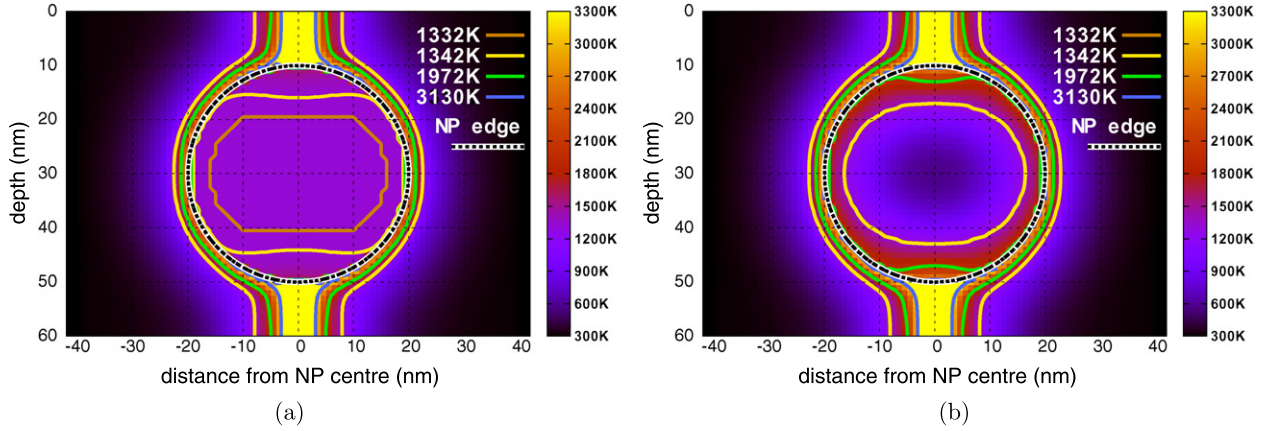 0
10
20
30
40
50
60
depth (nm)
-40 -30 -20 -10 0 10 20 30 40
distance from NP centre (nm)
1332K
1342K
1972K
3130K
NP edge
3300K
3000K
2700K
2400K
2100K
1800K
1500K
1200K
900K
600K
300K
(a)
0
10
20
30
40
50
60
depth (nm)
-40 -30 -20 -10 0 10 20 30 40
distance from NP centre (nm)
1332K
1342K
1972K
3130K
NP edge
3300K
3000K
2700K
2400K
2100K
1800K
1500K
1200K
900K
600K
300K
(b)